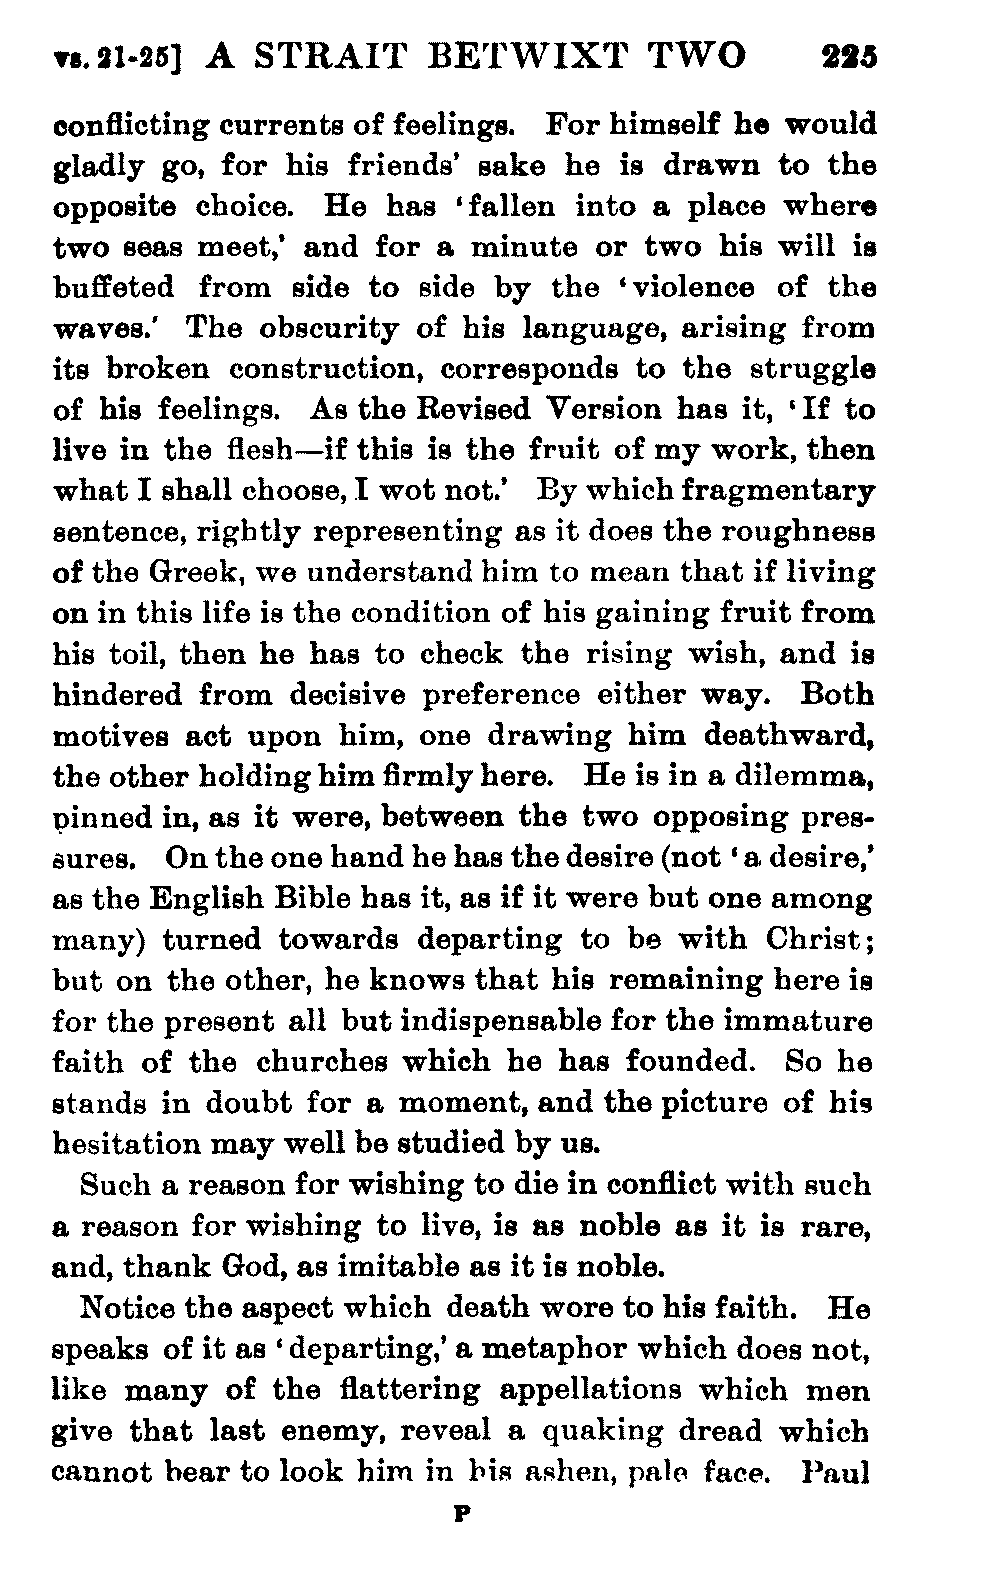 vs. 21-25] A STRAIT BETWIXT TWO 225
conflicting currents of feelings. For himself he would
gladly go, for his friends' sake he is drawn to the
opposite choice. He has 'fallen into a place where
two seas meet,' and for a minute or two his will is
buffeted from side to side by the 'violence of the
waves.' The obscurity of his language, arising from
its broken construction, corresponds to the struggle
of his feelings. As the Revised Version has it, 'If to
live in the flesh—if this is the fruit of my work, then
what I shall choose, I wot not.' By which fragmentary
sentence, rightly representing as it does the roughness
of the Greek, we understand him to mean that if living
on in this life is the condition of his gaining fruit from
his toil, then he has to check the rising wish, and is
hindered from decisive preference either way. Both
motives act upon him, one drawing him deathward,
the other holding him firmly here. He is in a dilemma,
pinned in, as it were, between the two opposing pres-
sures. On the one hand he has the desire (not 'a desire,'
as the English Bible has it, as if it were but one among
many) turned towards departing to be with Christ;
but on the other, he knows that his remaining here is
for the present all but indispensable for the immature
faith of the churches which he has founded. So he
stands in doubt for a moment, and the picture of his
hesitation may well be studied by us.
Such a reason for wishing to die in conflict with such
a reason for wishing to live, is as noble as it is rare,
and, thank God, as imitable as it is noble.
Notice the aspect which death wore to his faith. He
speaks of it as 'departing,' a metaphor which does not,
like many of the flattering appellations which men
give that last enemy, reveal a quaking dread which
cannot bear to look him in his ashen, pale face. Paul
P